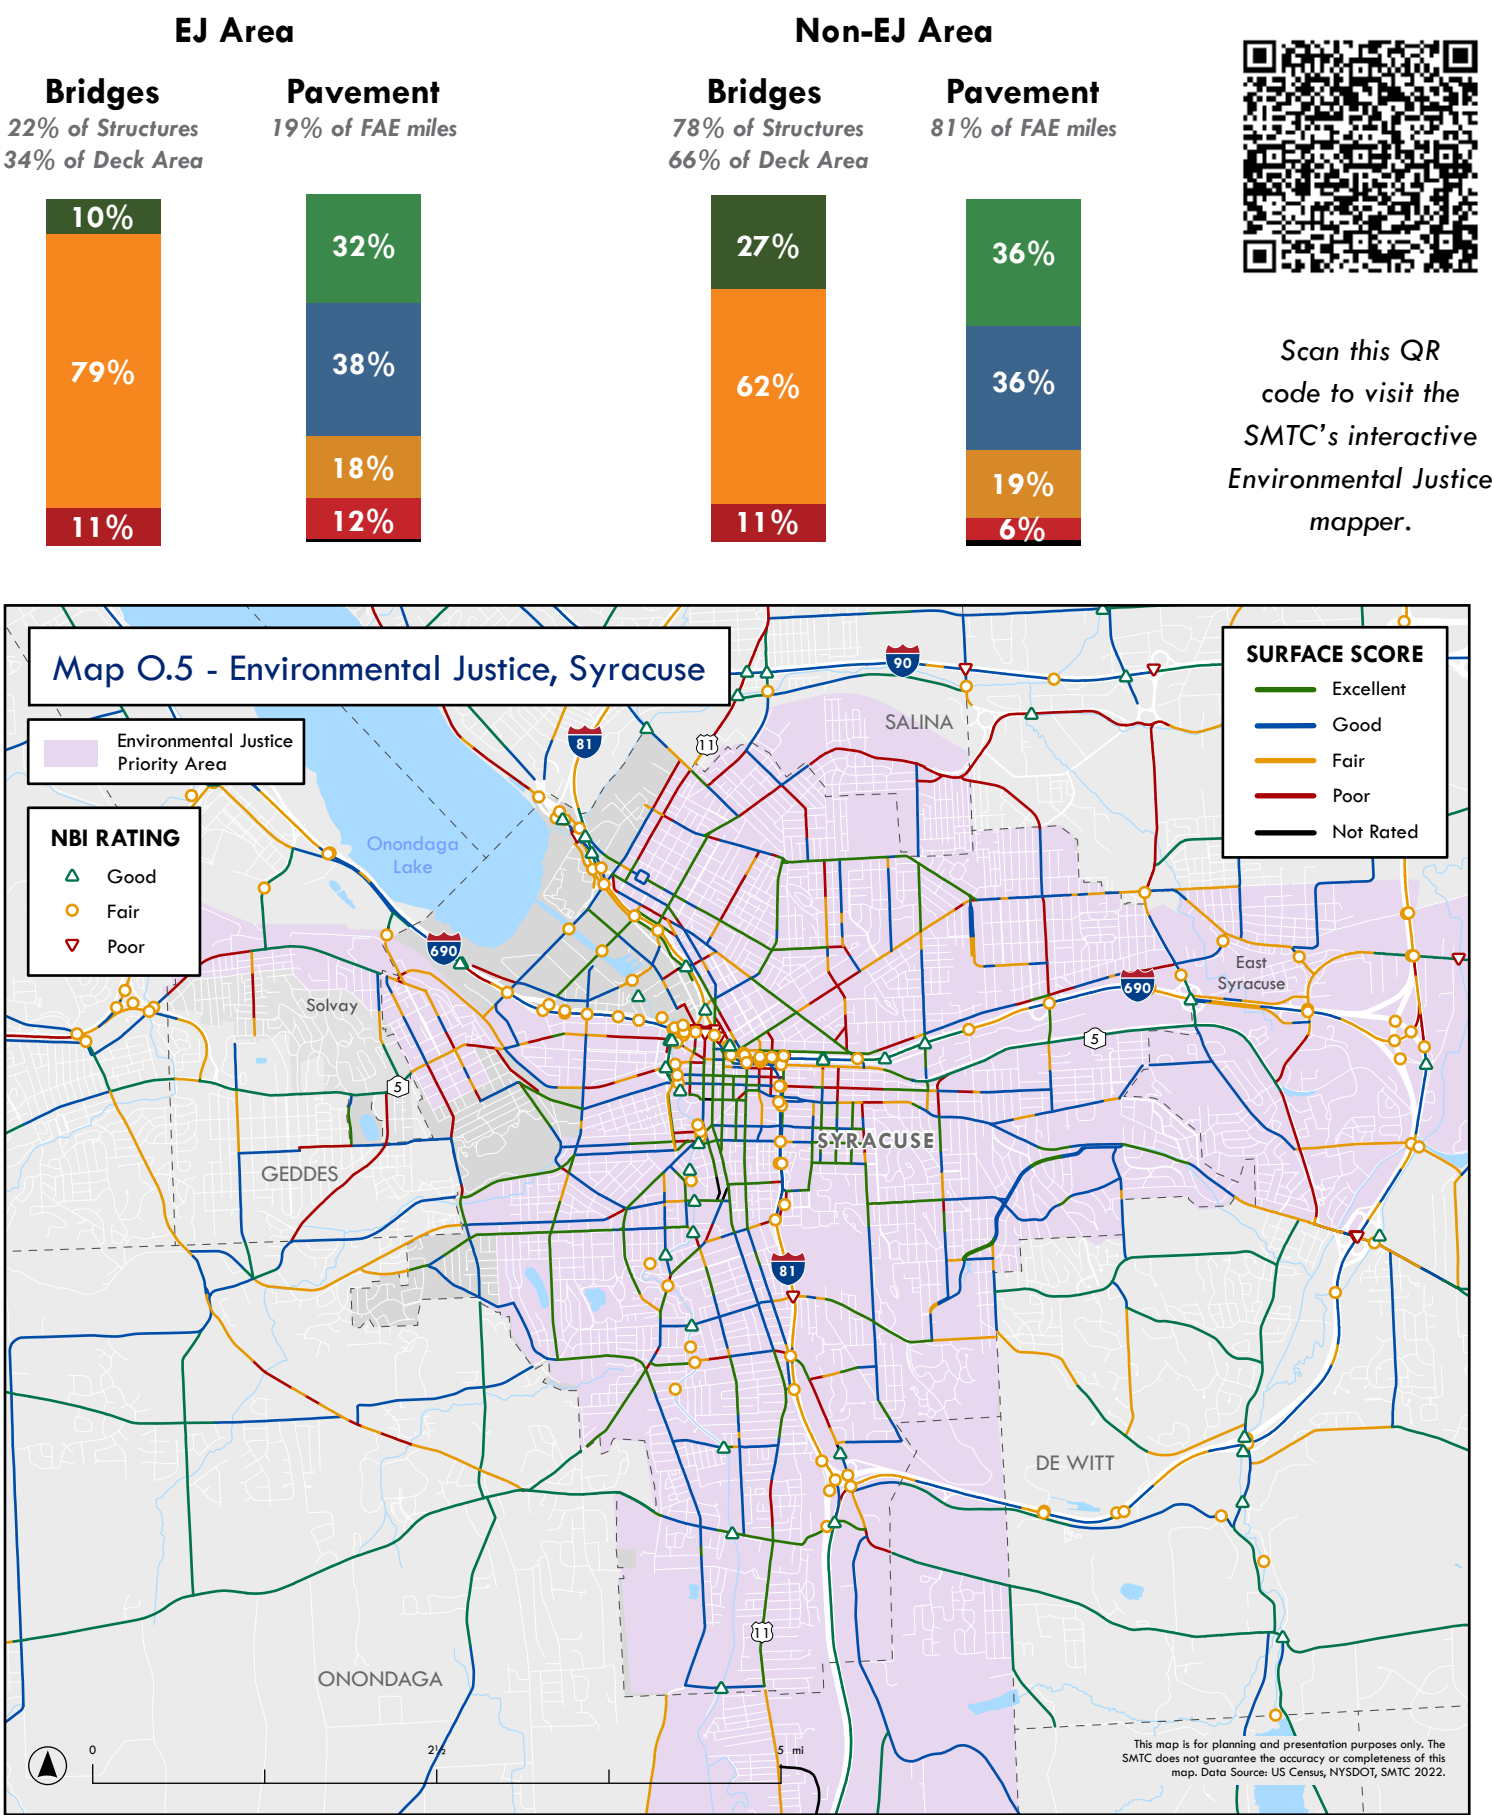 EJ Area
Bridges
22% of Structures
34% of Deck Area
10%
79%
11%
Pavement
19% of FAE miles
32%
38%
18%
12%
Non-EJ Area
Bridges
78% of Structures
66% of Deck Area
27%
62%
11%
Pavement
81% of FAE miles
36%
36%
19%
6%
Scan this QR
code to visit the
SMTC’s interactive
Environmental Justice
mapper.
Map O.5 - Environmental Justice, Syracuse
Environmental Justice
Priority Area
NBI RATING
Good
Fair
Poor
SURFACE SCORE
Excellent
Good
Fair
Poor
Not Rated
90
SALINA
11
81
Onondaga
Lake
690
East
Syracuse
690
Solvay
5
5
SYRACUSE
GEDDES
81
DE WITT
11
ONONDAGA
0
2½
5 mi
This map is for planning and presentation purposes only. The
SMTC does not guarantee the accuracy or completeness of this
map. Data Source: US Census, NYSDOT, SMTC 2022.